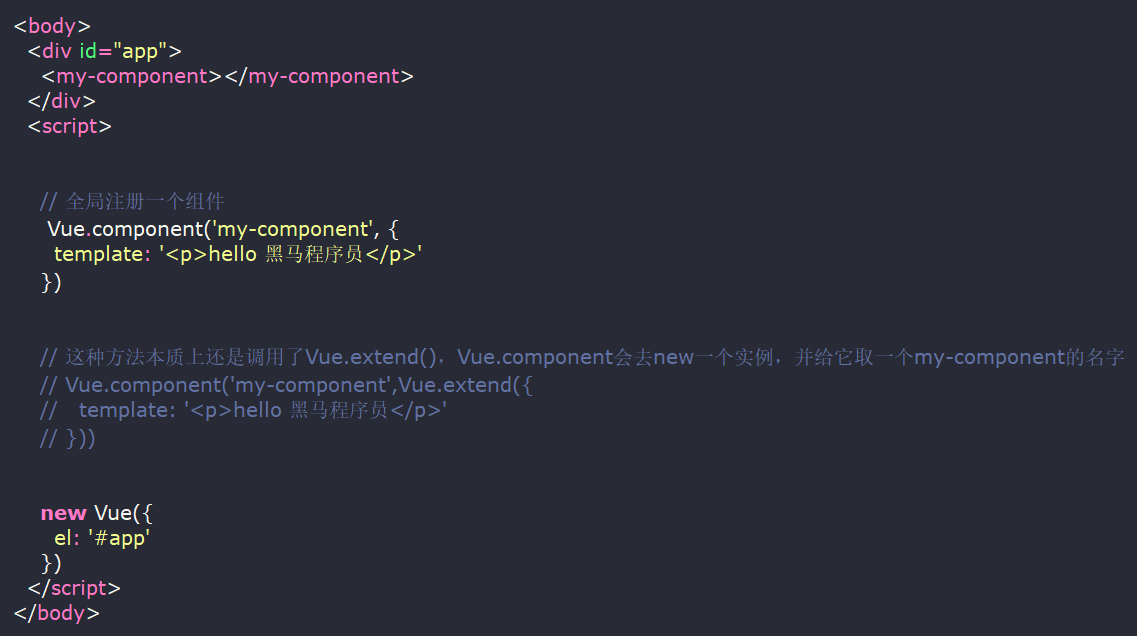 <body>
<div id="app">
<my-component></my-component>
</div>
<script>
// 全局注册一个组件
Vue.component('my-component', {
template: '<p>hello 黑马程序员</p>'
})
// 这种方法本质上还是调用了Vue.extend()，Vue.component会去new一个实例，并给它取一个my-component的名字
// Vue.component('my-component',Vue.extend({
//   template: '<p>hello 黑马程序员</p>'
// }))
new Vue({
el: '#app'
})
</script>
</body>